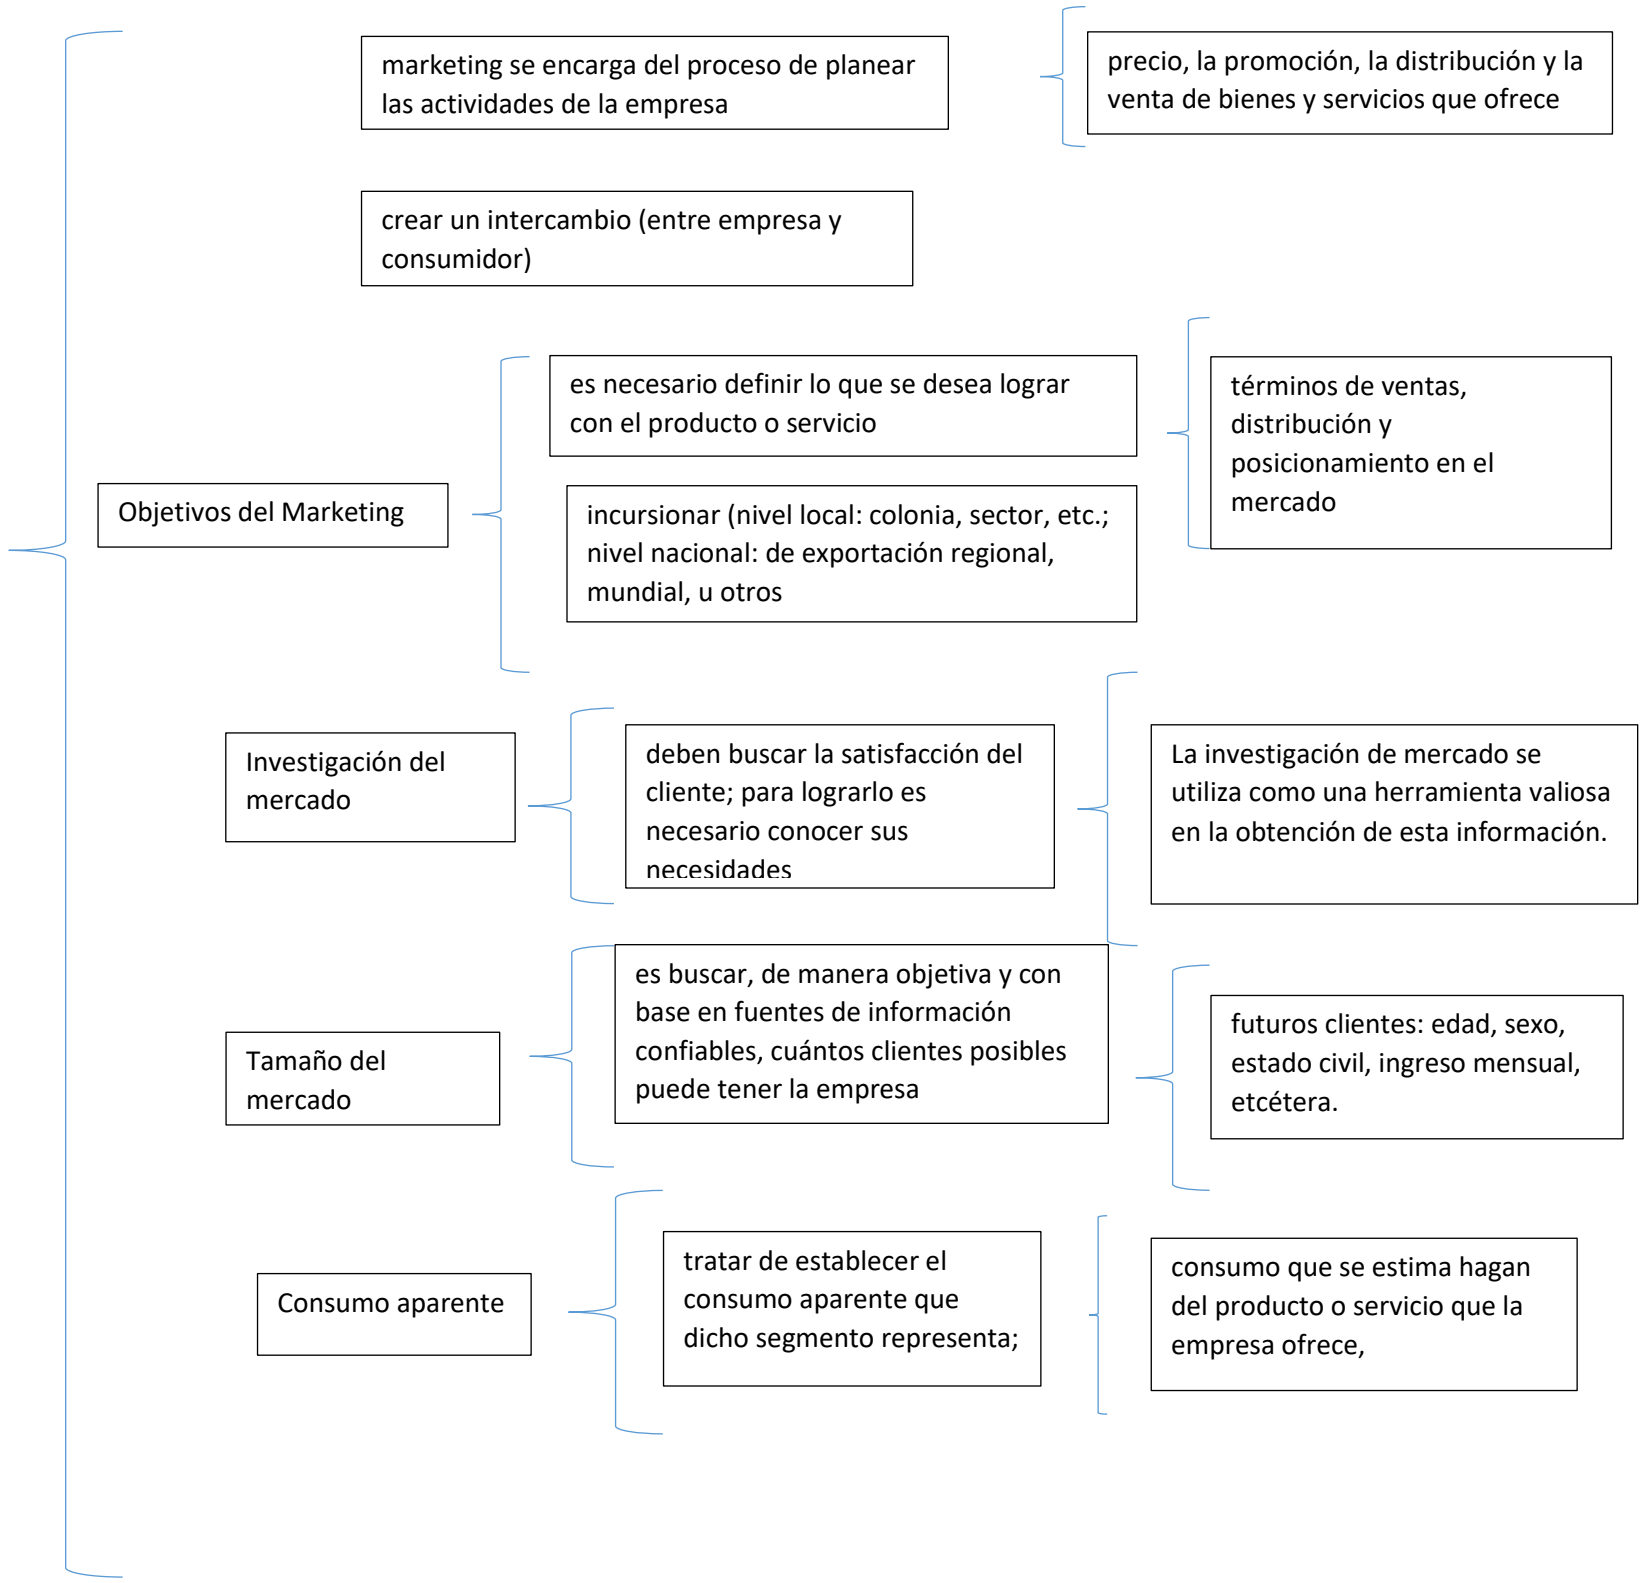 marketing se encarga del proceso de planear
las actividades de la empresa
precio, la promoción, la distribución y la
venta de bienes y servicios que ofrece
crear un intercambio (entre empresa y
consumidor)
Objetivos del Marketing
es necesario definir lo que se desea lograr
con el producto o servicio
términos de ventas,
distribución y
posicionamiento en el
mercado
incursionar (nivel local: colonia, sector, etc.;
nivel nacional: de exportación regional,
mundial, u otros
Investigación del
mercado
deben buscar la satisfacción del
cliente; para lograrlo es
necesario conocer sus
necesidades
La investigación de mercado se
utiliza como una herramienta valiosa
en la obtención de esta información.
Tamaño del
mercado
es buscar, de manera objetiva y con
base en fuentes de información
confiables, cuántos clientes posibles
puede tener la empresa
futuros clientes: edad, sexo,
estado civil, ingreso mensual,
etcétera.
Consumo aparente
tratar de establecer el
consumo aparente que
dicho segmento representa;
consumo que se estima hagan
del producto o servicio que la
empresa ofrece,